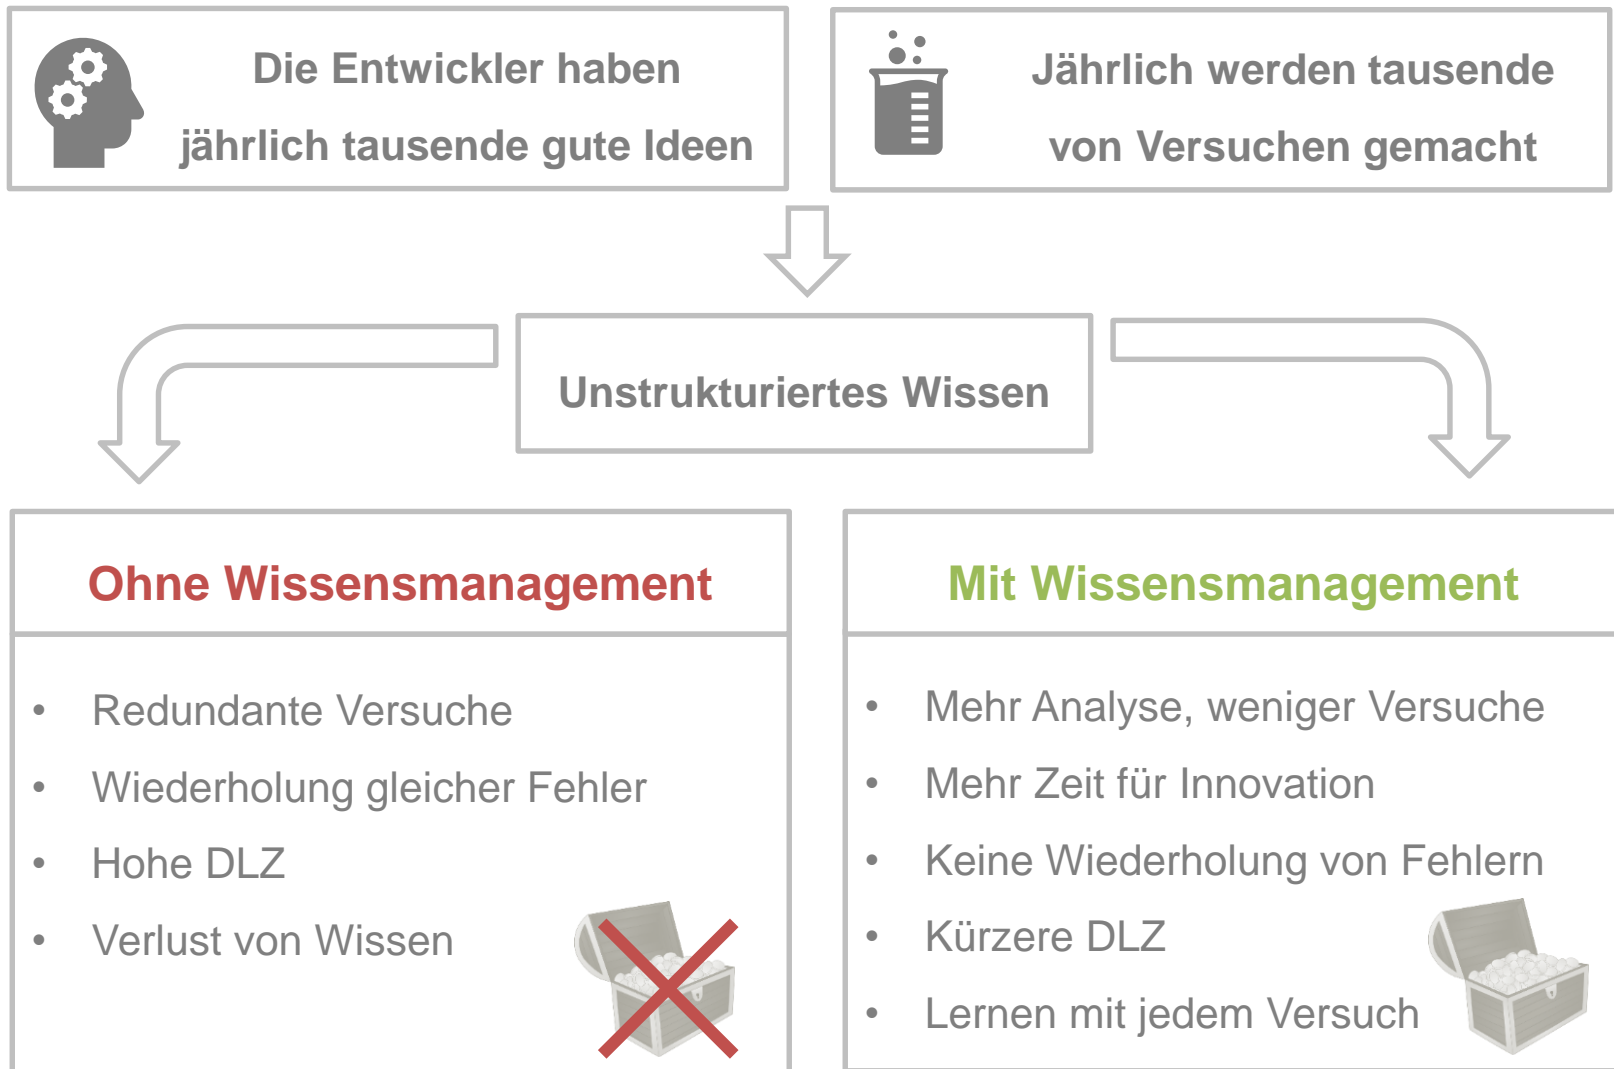 Die Entwickler haben
jährlich tausende gute Ideen
Jährlich werden tausende
von Versuchen gemacht
Unstrukturiertes Wissen
Ohne Wissensmanagement
• Redundante Versuche
• Wiederholung gleicher Fehler
• Hohe DLZ
• Verlust von Wissen
Mit Wissensmanagement
• Mehr Analyse, weniger Versuche
• Mehr Zeit für Innovation
• Keine Wiederholung von Fehlern
• Kürzere DLZ
• Lernen mit jedem Versuch